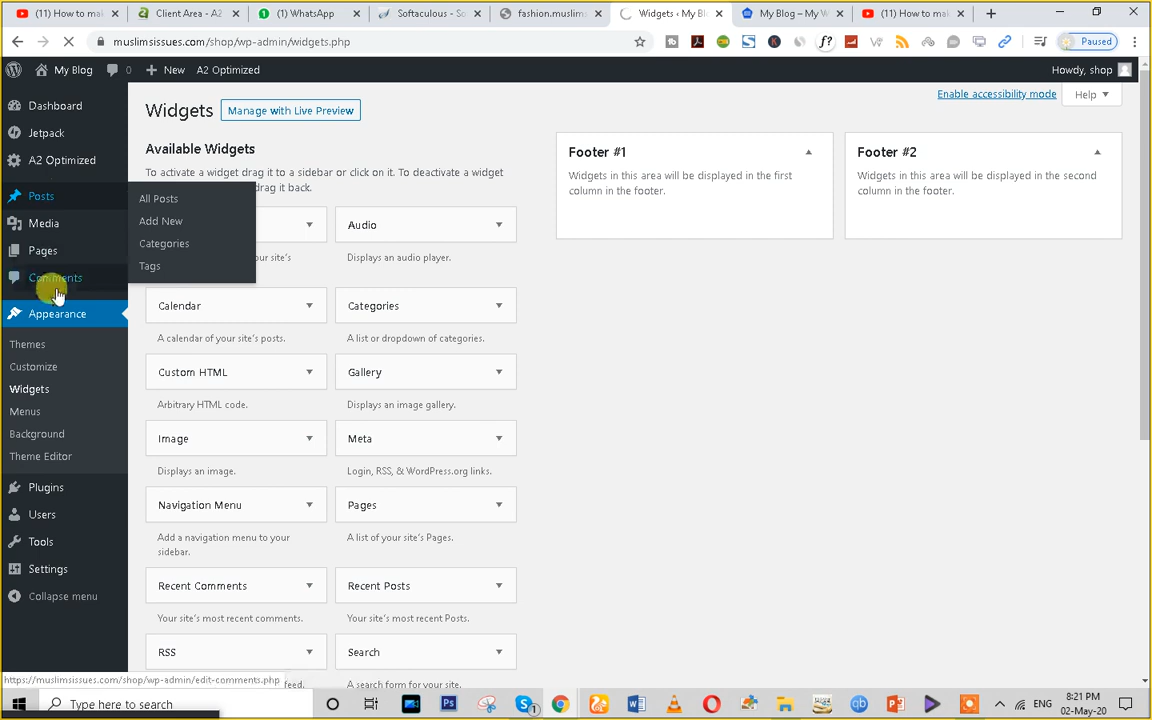 (11) How to mak
Client Area - A2
(1) WhatsApp
Softaculous - So
fashion.muslims
Widgets ‹ My Blo
My Blog – My W
(11) How to mak
muslimsissues.com/shop/wp-admin/widgets.php
Paused
My Blog
0
New
A2 Optimized
Howdy, shop
Dashboard
Jetpack
A2 Optimized
Posts
Media
Pages
Comments
Appearance
Themes
Customize
Widgets
Menus
Background
Theme Editor
Plugins
Users
Tools
Settings
Collapse menu
All Posts
Add New
Categories
Tags
Widgets
Manage with Live Preview
Enable accessibility mode
Help
Available Widgets
To activate a widget drag it to a sidebar or click on it. To deactivate a widget
drag it back.
Audio
Displays an audio player.
Calendar
A calendar of your site's posts.
Categories
A list or dropdown of categories.
Custom HTML
Arbitrary HTML code.
Gallery
Displays an image gallery.
Image
Displays an image.
Meta
Login, RSS, & WordPress.org links.
Navigation Menu
Add a navigation menu to your
sidebar.
Pages
A list of your site's Pages.
Recent Comments
Your site's most recent comments.
Recent Posts
Your site's most recent Posts.
RSS
feed.
Search
A search form for your site.
Footer #1
Widgets in this area will be displayed in the first
column in the footer.
Footer #2
Widgets in this area will be displayed in the second
column in the footer.
https://muslimsissues.com/shop/wp-admin/edit-comments.php
Type here to search
ENG
8:21 PM
02-May-20